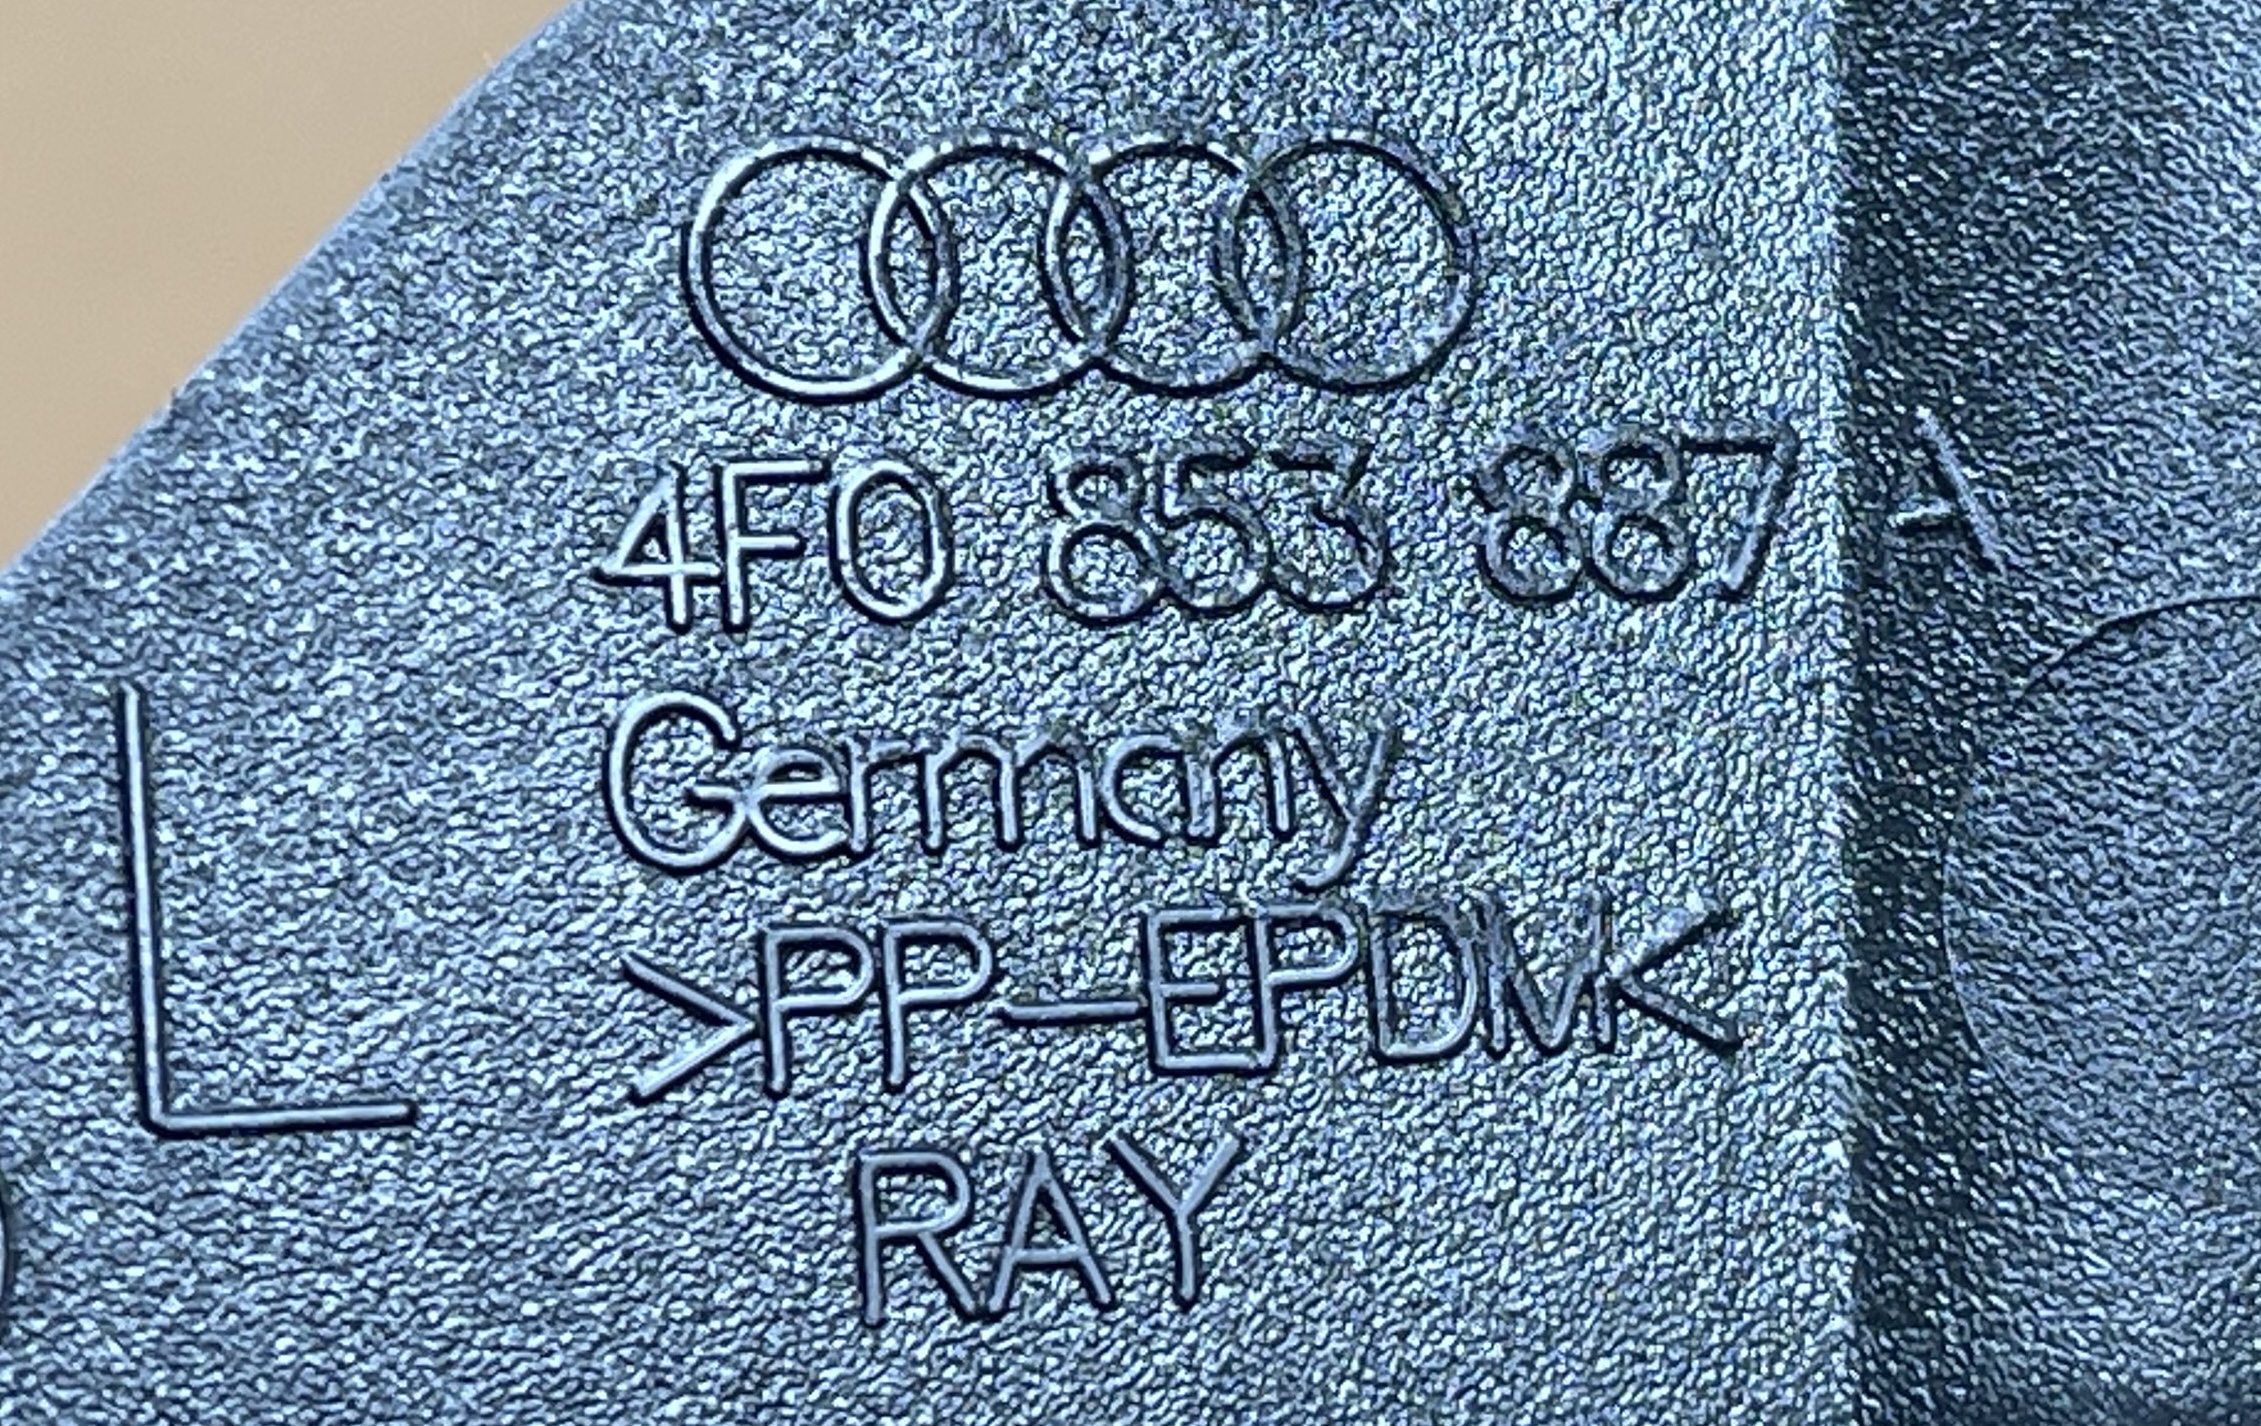 4F0 853 887 A
Germany
L
>PP-EPDM<
RAY